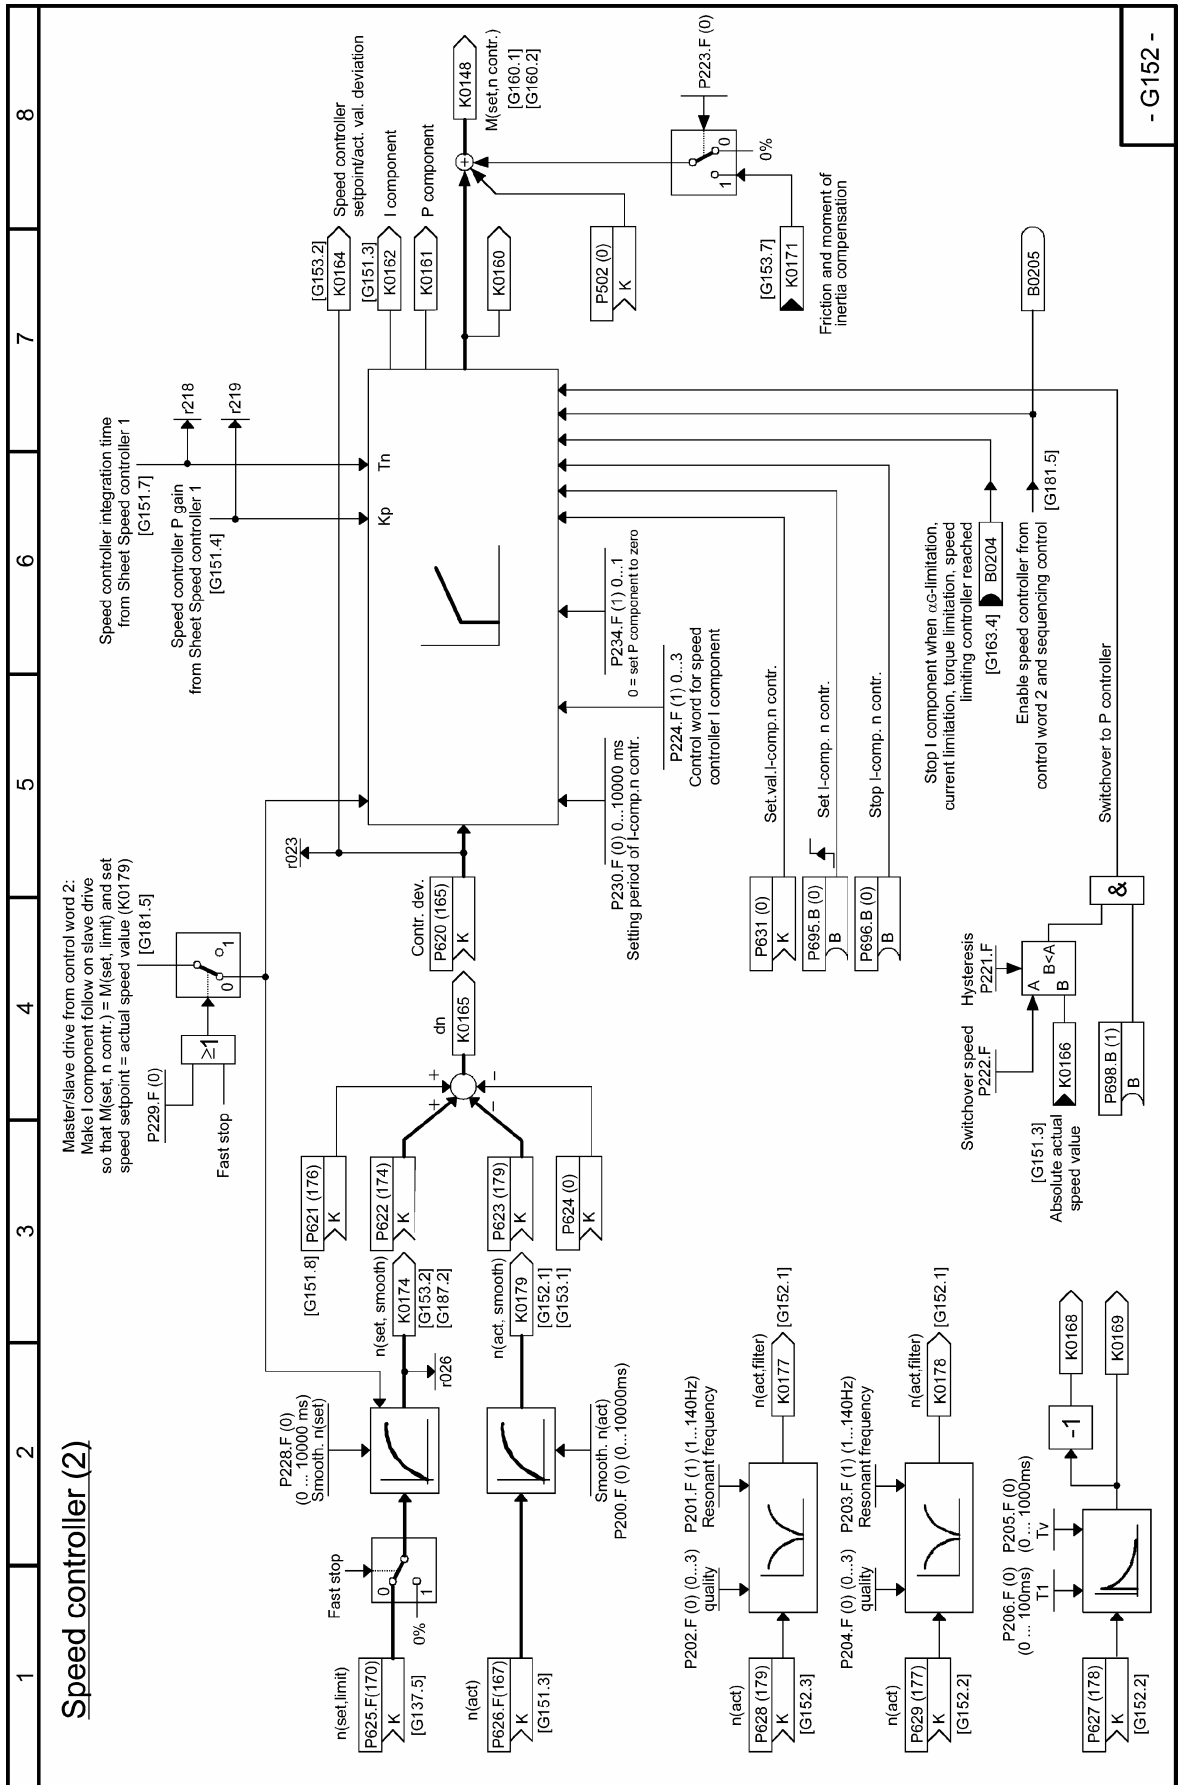 1
2
3
4
5
6
7
8
Speed controller (2)
- G152 -
n(set,limit)
P625.F(170)
K
[G137.5]
Fast stop
0
1
0%
P228.F (0)
(0 ... 10000 ms)
Smooth. n(set)
r026
n(set, smooth)
K0174
[G153.2]
[G187.2]
n(act)
P626.F(167)
K
[G151.3]
Smooth. n(act)
P200.F (0) (0...10000ms)
n(act, smooth)
K0179
[G152.1]
[G153.1]
[G151.8]
P621 (176)
K
P622 (174)
K
P623 (179)
K
P624 (0)
K
+
+
−
−
dn
K0165
Contr. dev.
P620 (165)
K
r023
Master/slave drive from control word 2:
Make I component follow on slave drive
so that M(set, n contr.) = M(set, limit) and set
speed setpoint = actual speed value (K0179)
[G181.5]
P229.F (0)
Fast stop
≥1
0
1
Speed controller integration time
from Sheet Speed controller 1
[G151.7]
r218
Speed controller P gain
from Sheet Speed controller 1
[G151.4]
r219
Kp
Tn
P230.F (0) 0...10000 ms
Setting period of I-comp.n contr.
P224.F (1) 0...3
Control word for speed
controller I component
P234.F (1) 0...1
0 = set P component to zero
[G153.2]
K0164
Speed controller
setpoint/act. val. deviation
[G151.3]
K0162
I component
K0161
P component
K0160
+
K0148
M(set,n contr.)
[G160.1]
[G160.2]
P502 (0)
K
P223.F (0)
1
0
0%
[G153.7]
K0171
Friction and moment of
inertia compensation
P631 (0)
K
Set.val.I-comp.n contr.
P695.B (0)
B
Set I-comp. n contr.
P696.B (0)
B
Stop I-comp. n contr.
Stop I component when αG-limitation,
current limitation, torque limitation, speed
limiting controller reached
[G163.4]
B0204
Enable speed controller from
control word 2 and sequencing control
[G181.5]
B0205
Switchover to P controller
Switchover speed
P222.F
Hysteresis
P221.F
A
B<A
B
&
[G151.3]
K0166
Absolute actual
speed value
P698.B (1)
B
n(act)
P628 (179)
K
[G152.3]
P202.F (0) (0...3)
quality
P201.F (1) (1...140Hz)
Resonant frequency
n(act,filter)
K0177
[G152.1]
n(act)
P629 (177)
K
[G152.2]
P204.F (0) (0...3)
quality
P203.F (1) (1...140Hz)
Resonant frequency
n(act,filter)
K0178
[G152.1]
P627 (178)
K
[G152.2]
P206.F (0)
(0 ... 100ms)
T1
P205.F (0)
(0 ... 1000ms)
Tv
-1
K0168
K0169